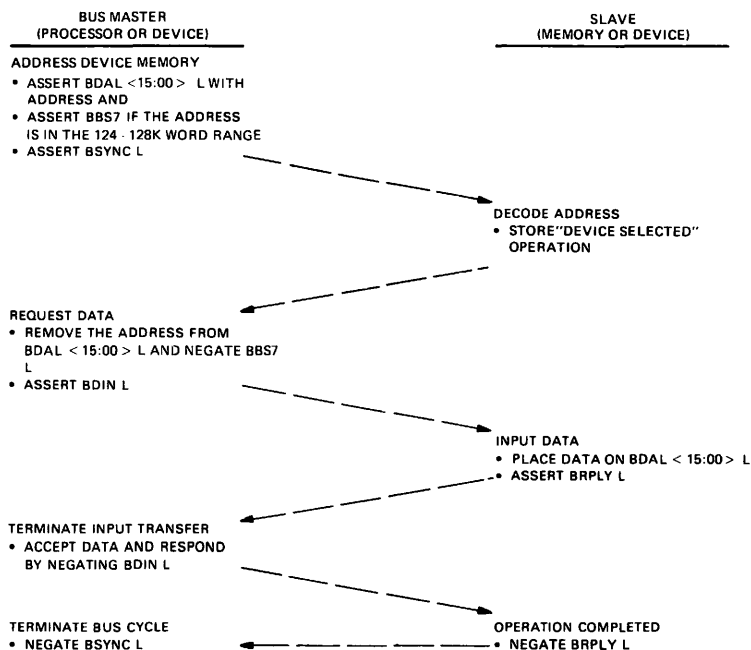 BUS MASTER
(PROCESSOR OR DEVICE)
SLAVE
(MEMORY OR DEVICE)
ADDRESS DEVICE MEMORY
• ASSERT BDAL <15:00> L WITH
ADDRESS AND
• ASSERT BBS7 IF THE ADDRESS
IS IN THE 124 - 128K WORD RANGE
• ASSERT BSYNC L
DECODE ADDRESS
• STORE"DEVICE SELECTED"
OPERATION
REQUEST DATA
• REMOVE THE ADDRESS FROM
BDAL < 15:00 > L AND NEGATE BBS7
L
• ASSERT BDIN L
INPUT DATA
• PLACE DATA ON BDAL < 15:00 > L
• ASSERT BRPLY L
TERMINATE INPUT TRANSFER
• ACCEPT DATA AND RESPOND
BY NEGATING BDIN L
OPERATION COMPLETED
• NEGATE BRPLY L
TERMINATE BUS CYCLE
• NEGATE BSYNC L